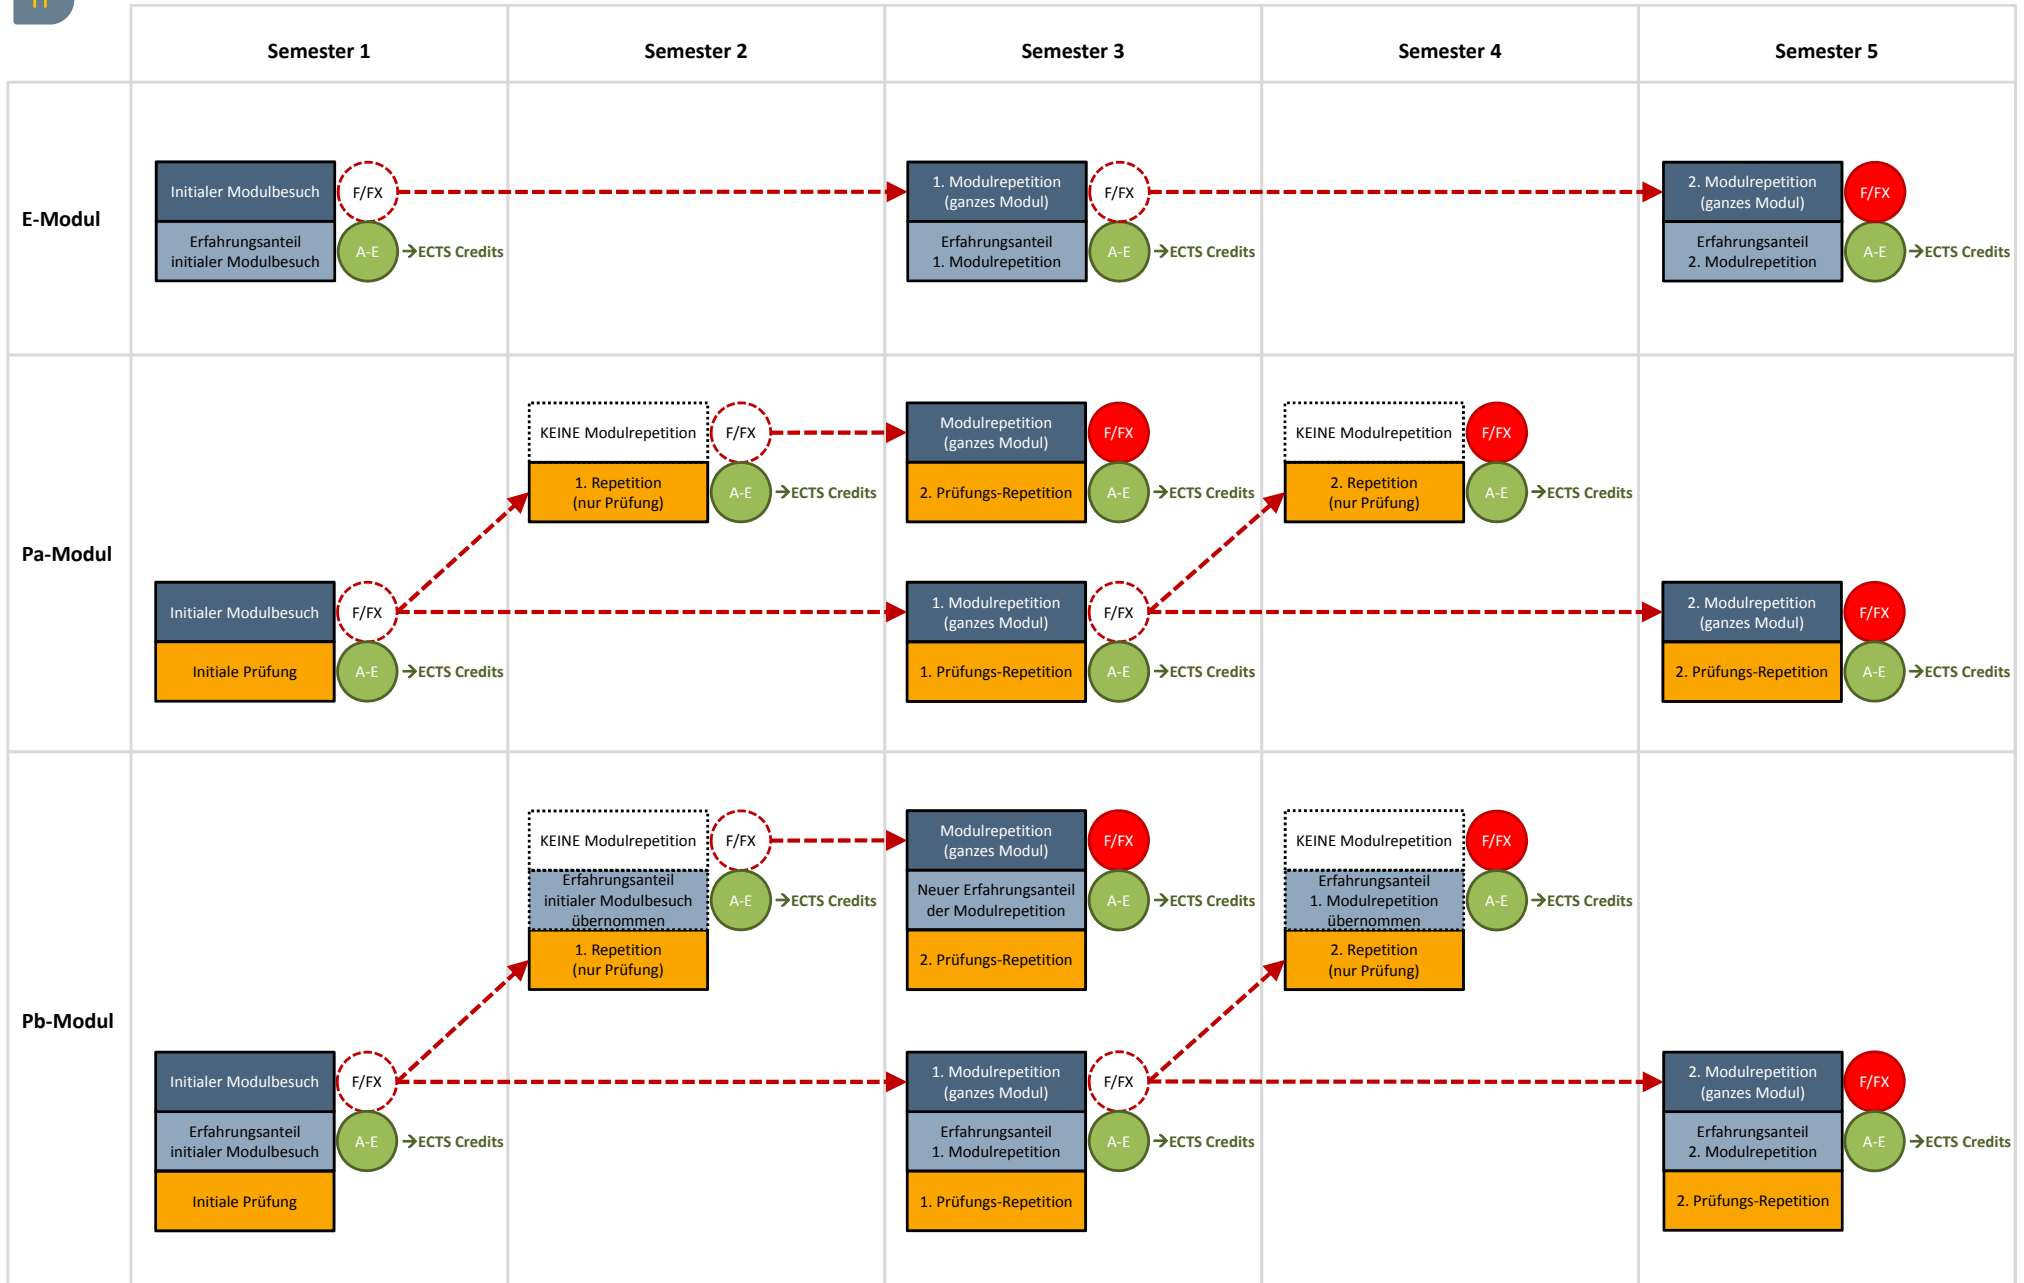 Semester 1
Semester 2
Semester 3
Semester 4
Semester 5
E-Modul
Initialer Modulbesuch
F/FX
Erfahrungsanteil
initialer Modulbesuch
A-E
→ECTS Credits
1. Modulrepetition
(ganzes Modul)
F/FX
Erfahrungsanteil
1. Modulrepetition
A-E
→ECTS Credits
2. Modulrepetition
(ganzes Modul)
F/FX
Erfahrungsanteil
2. Modulrepetition
A-E
→ECTS Credits
Pa-Modul
KEINE Modulrepetition
F/FX
1. Repetition
(nur Prüfung)
A-E
→ECTS Credits
Modulrepetition
(ganzes Modul)
F/FX
2. Prüfungs-Repetition
A-E
→ECTS Credits
KEINE Modulrepetition
F/FX
2. Repetition
(nur Prüfung)
A-E
→ECTS Credits
Initialer Modulbesuch
F/FX
Initiale Prüfung
A-E
→ECTS Credits
1. Modulrepetition
(ganzes Modul)
F/FX
1. Prüfungs-Repetition
A-E
→ECTS Credits
2. Modulrepetition
(ganzes Modul)
F/FX
2. Prüfungs-Repetition
A-E
→ECTS Credits
Pb-Modul
KEINE Modulrepetition
F/FX
Erfahrungsanteil
initialer Modulbesuch
übernommen
A-E
→ECTS Credits
1. Repetition
(nur Prüfung)
Modulrepetition
(ganzes Modul)
F/FX
Neuer Erfahrungsanteil
der Modulrepetition
A-E
→ECTS Credits
2. Prüfungs-Repetition
KEINE Modulrepetition
F/FX
Erfahrungsanteil
1. Modulrepetition
übernommen
A-E
→ECTS Credits
2. Repetition
(nur Prüfung)
Initialer Modulbesuch
F/FX
Erfahrungsanteil
initialer Modulbesuch
A-E
→ECTS Credits
Initiale Prüfung
1. Modulrepetition
(ganzes Modul)
F/FX
Erfahrungsanteil
1. Modulrepetition
A-E
→ECTS Credits
1. Prüfungs-Repetition
2. Modulrepetition
(ganzes Modul)
F/FX
Erfahrungsanteil
2. Modulrepetition
A-E
→ECTS Credits
2. Prüfungs-Repetition